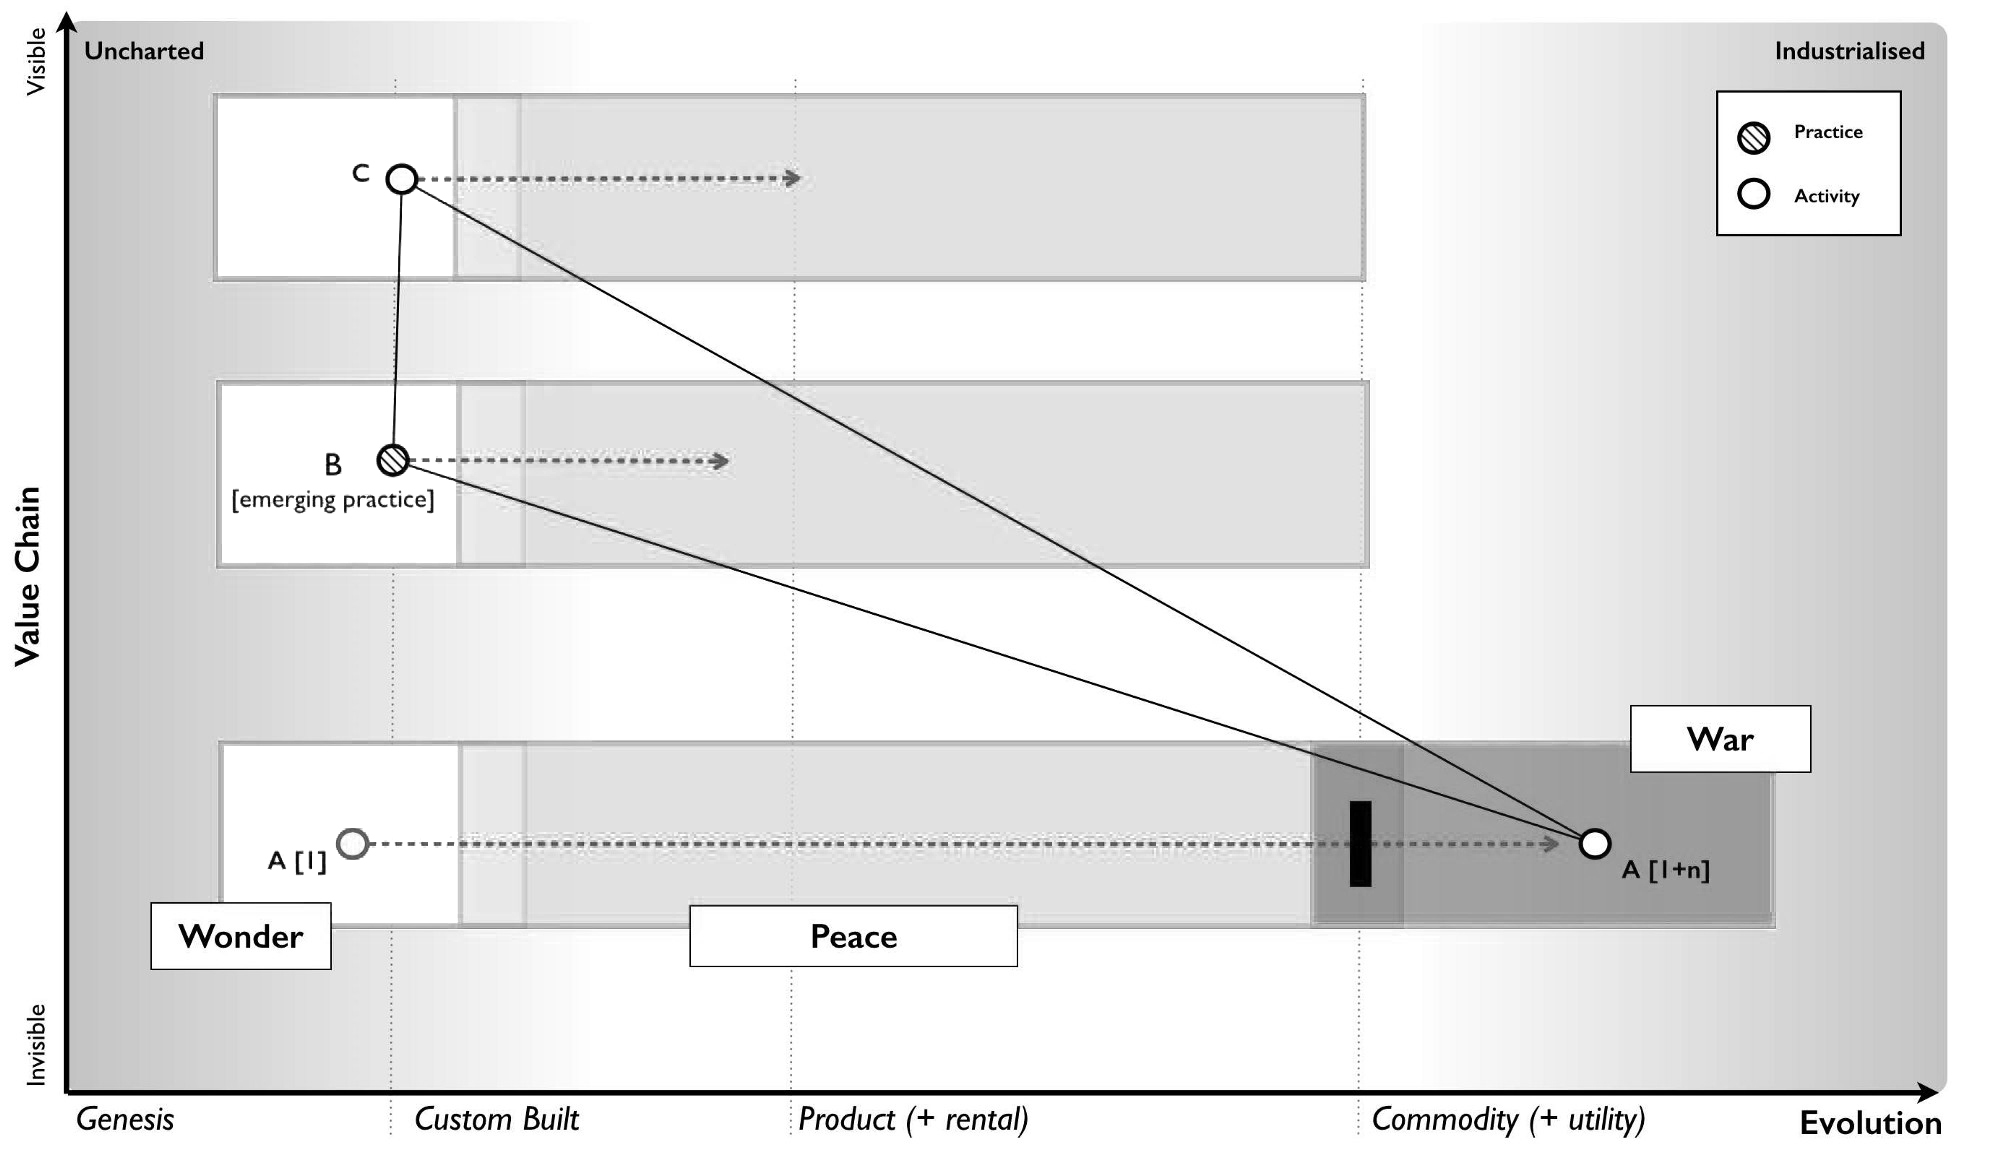 Visible
Uncharted
Industrialised
Practice
Activity
C
B
[emerging practice]
Value Chain
War
A [1]
A [1+n]
Wonder
Peace
Invisible
Genesis
Custom Built
Product (+ rental)
Commodity (+ utility)
Evolution